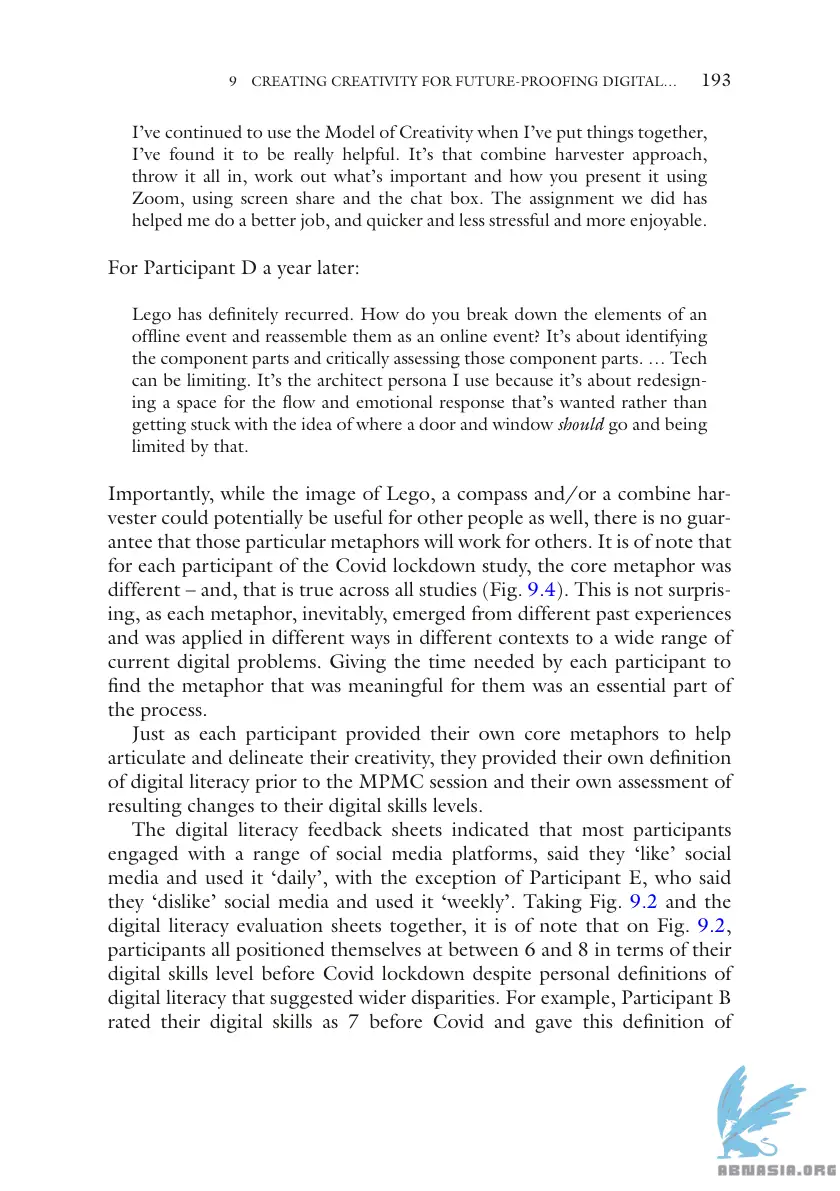 9 CREATING CREATIVITY FOR FUTURE-PROOFING DIGITAL… 193
I’ve continued to use the Model of Creativity when I’ve put things together,
I’ve found it to be really helpful. It’s that combine harvester approach,
throw it all in, work out what’s important and how you present it using
Zoom, using screen share and the chat box. The assignment we did has
helped me do a better job, and quicker and less stressful and more enjoyable.
For Participant D a year later:
Lego has definitely recurred. How do you break down the elements of an
offline event and reassemble them as an online event? It’s about identifying
the component parts and critically assessing those component parts. … Tech
can be limiting. It’s the architect persona I use because it’s about redesign-
ing a space for the flow and emotional response that’s wanted rather than
getting stuck with the idea of where a door and window should go and being
limited by that.
Importantly, while the image of Lego, a compass and/or a combine har-
vester could potentially be useful for other people as well, there is no guar-
antee that those particular metaphors will work for others. It is of note that
for each participant of the Covid lockdown study, the core metaphor was
different – and, that is true across all studies (Fig. 9.4). This is not surpris-
ing, as each metaphor, inevitably, emerged from different past experiences
and was applied in different ways in different contexts to a wide range of
current digital problems. Giving the time needed by each participant to
find the metaphor that was meaningful for them was an essential part of
the process.
Just as each participant provided their own core metaphors to help
articulate and delineate their creativity, they provided their own definition
of digital literacy prior to the MPMC session and their own assessment of
resulting changes to their digital skills levels.
The digital literacy feedback sheets indicated that most participants
engaged with a range of social media platforms, said they ‘like’ social
media and used it ‘daily’, with the exception of Participant E, who said
they ‘dislike’ social media and used it ‘weekly’. Taking Fig. 9.2 and the
digital literacy evaluation sheets together, it is of note that on Fig. 9.2,
participants all positioned themselves at between 6 and 8 in terms of their
digital skills level before Covid lockdown despite personal definitions of
digital literacy that suggested wider disparities. For example, Participant B
rated their digital skills as 7 before Covid and gave this definition of
ABNASIA.ORG